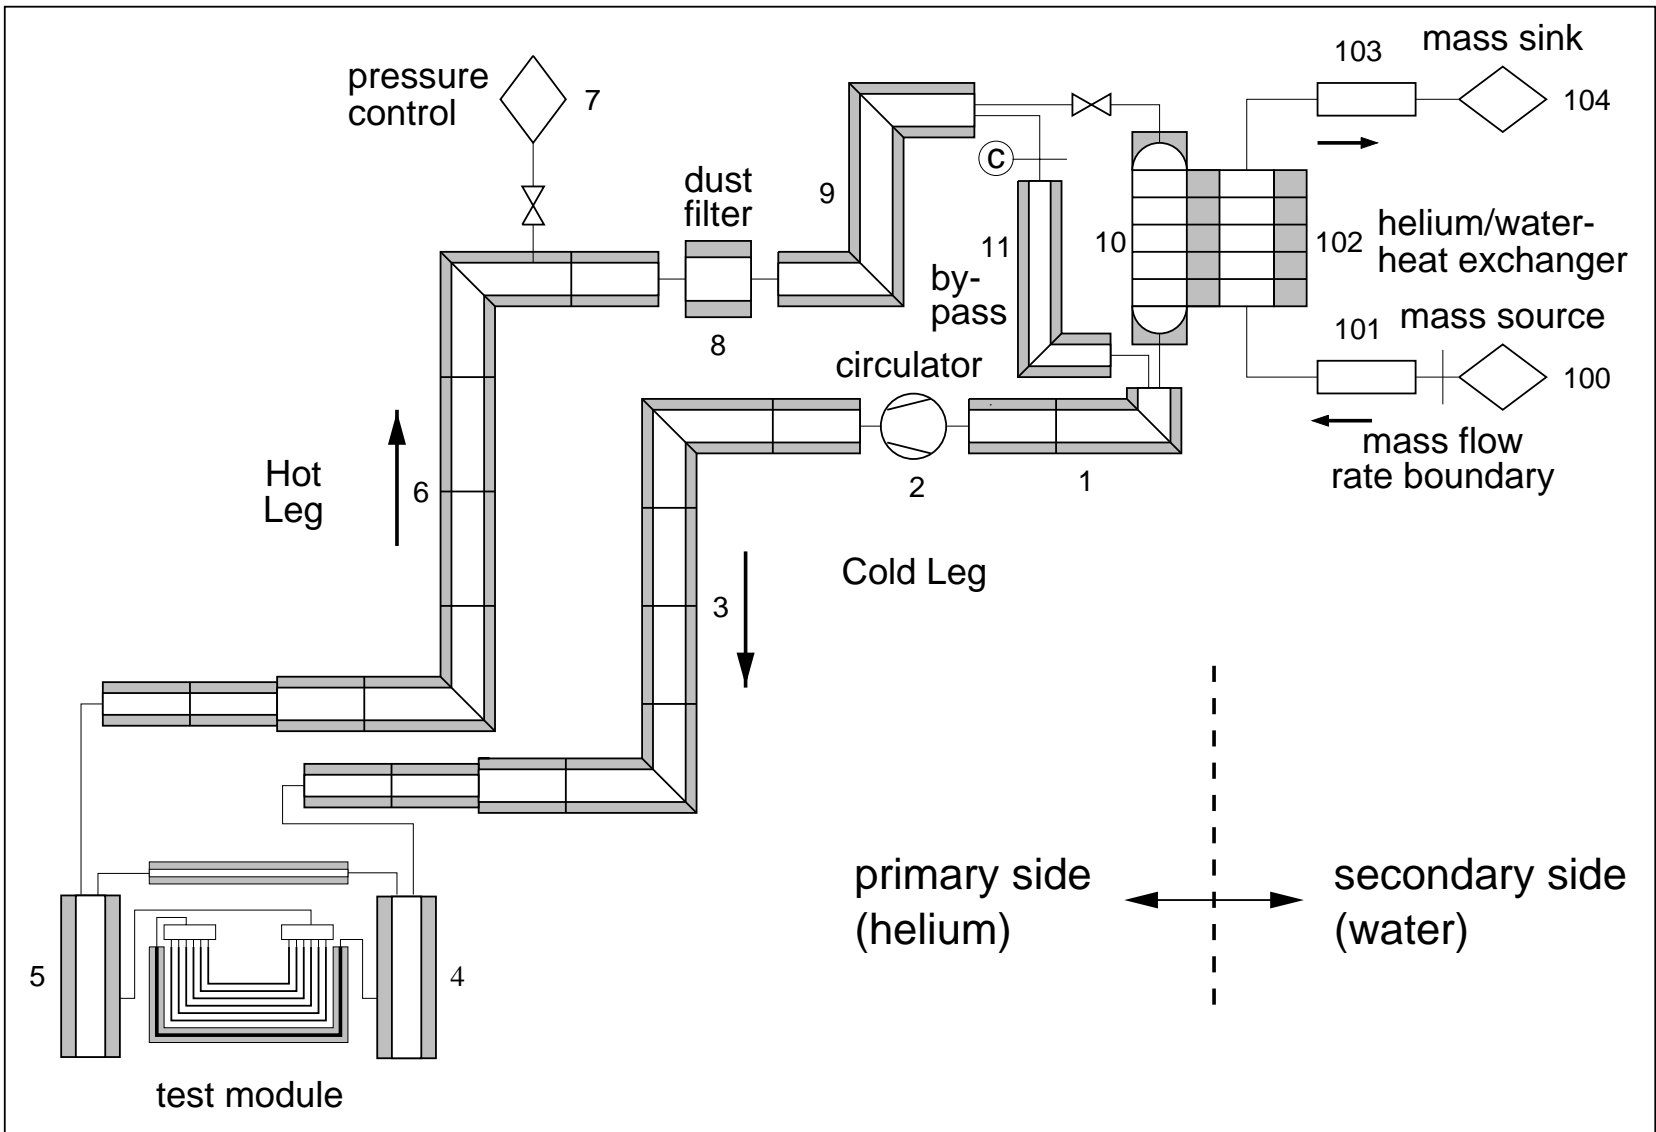 mass sink
103
104
pressure
control
7
dust
filter
9
C
11
10
102
helium/water-
heat exchanger
by-
pass
8
101
mass source
100
circulator
mass flow
rate boundary
1
2
Hot
Leg
6
Cold Leg
3
primary side
(helium)
secondary side
(water)
5
4
test module